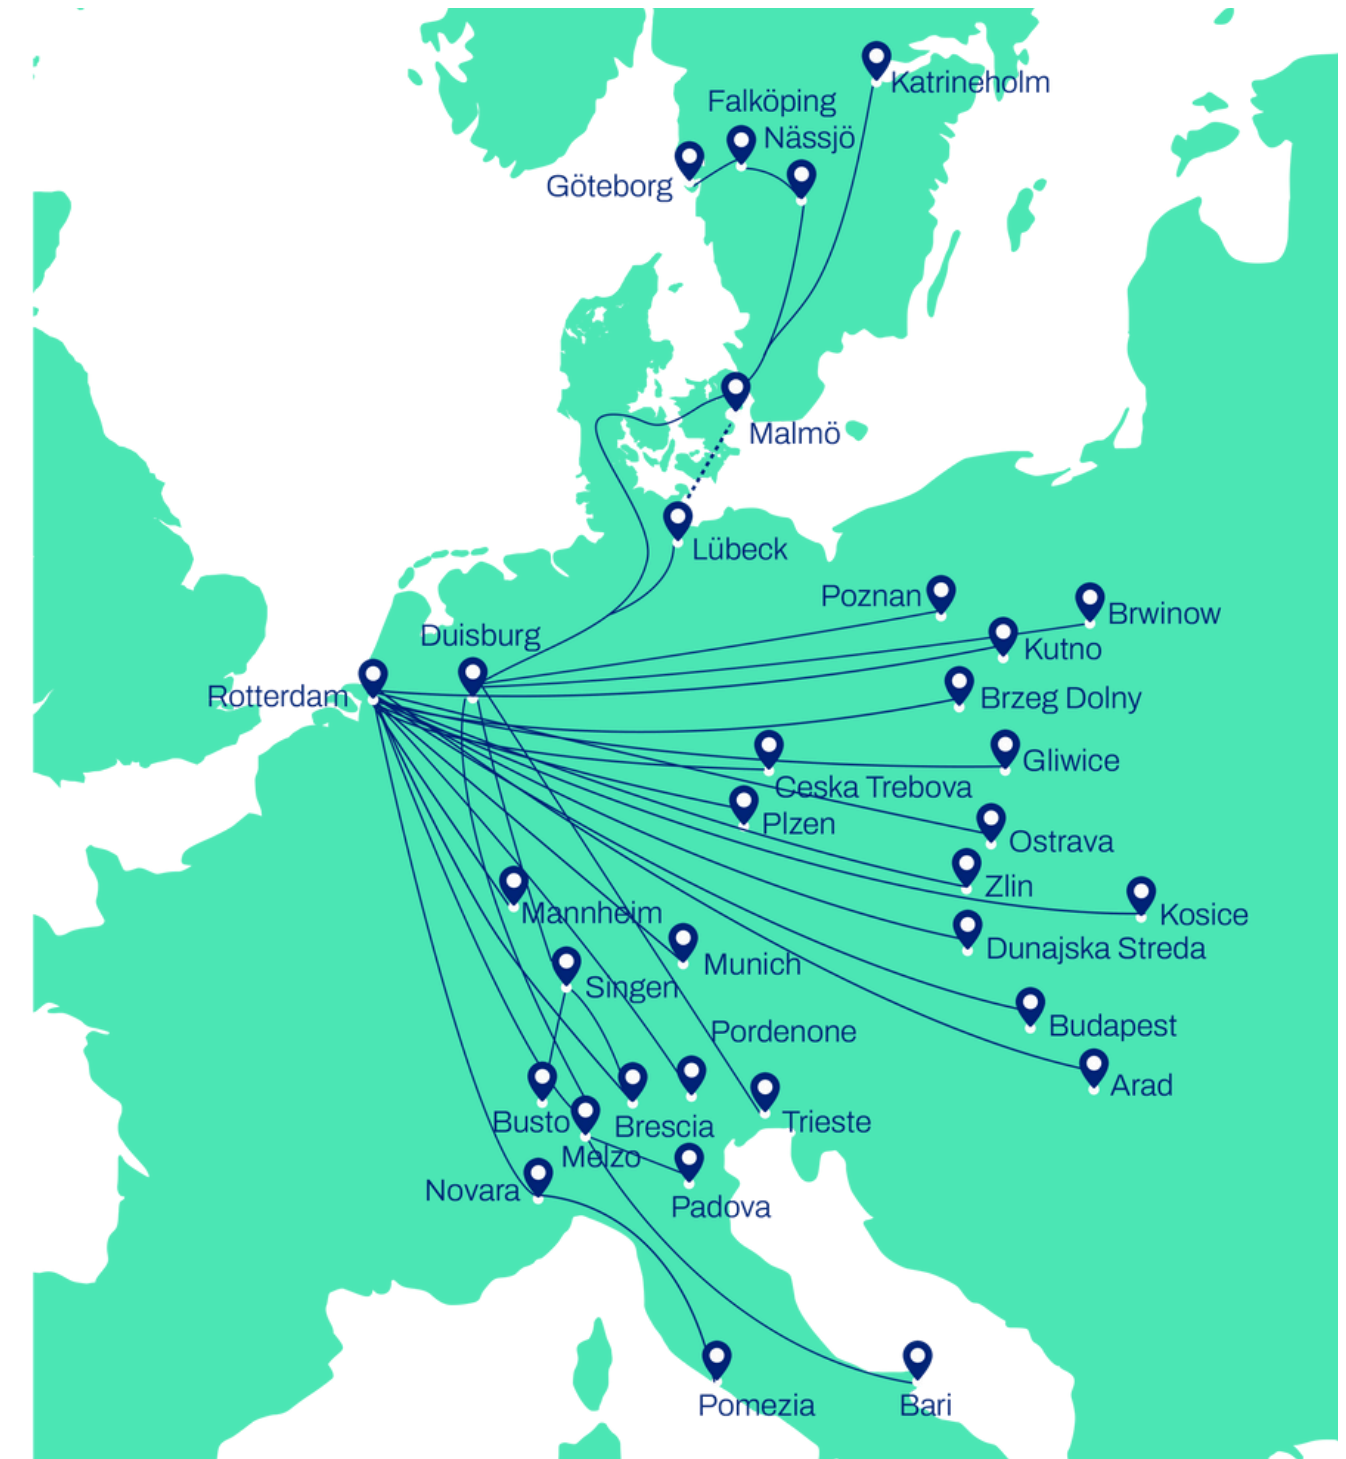 Katrineholm
Falköping
Nässjö
Göteborg
Malmö
Lübeck
Poznan
Brwinow
Duisburg
Kutno
Rotterdam
Brzeg Dolny
Gliwice
Ceska Trebova
Plzen
Ostrava
Zlin
Mannheim
Kosice
Dunajska Streda
Munich
Singen
Budapest
Pordenone
Arad
Busto
Brescia
Trieste
Melzo
Novara
Padova
Pomezia
Bari